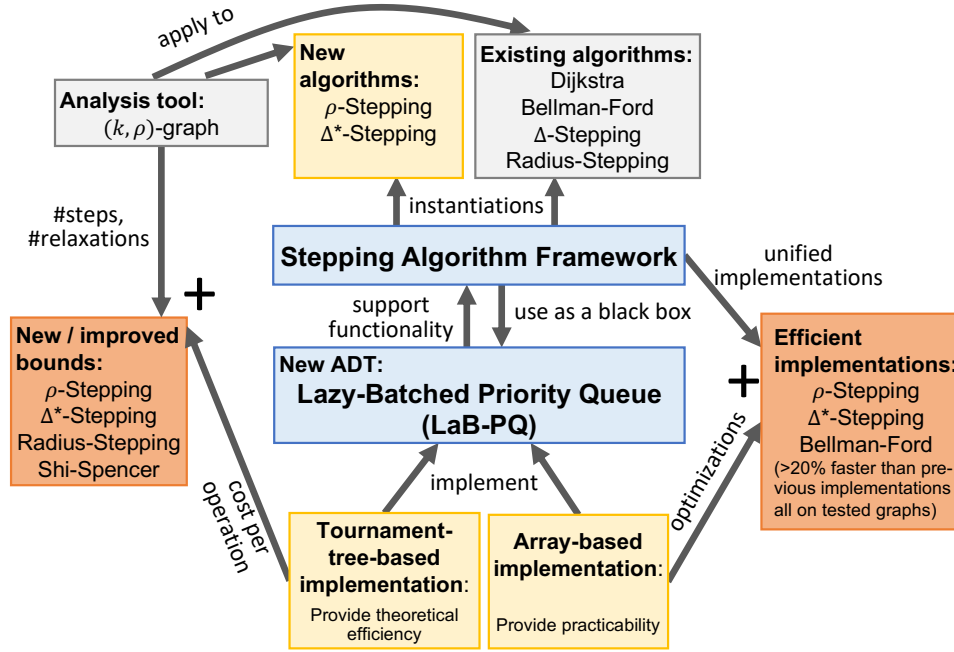 apply to
New
algorithms:
ρ-Stepping
Δ*-Stepping
Existing algorithms:
Dijkstra
Bellman-Ford
Δ-Stepping
Radius-Stepping
Analysis tool:
(k, ρ)-graph
#steps,
#relaxations
instantiations
Stepping Algorithm Framework
unified
implementations
+
support
functionality
use as a black box
New / improved
bounds:
ρ-Stepping
Δ*-Stepping
Radius-Stepping
Shi-Spencer
New ADT:
Lazy-Batched Priority Queue
(LaB-PQ)
+
Efficient
implementations:
ρ-Stepping
Δ*-Stepping
Bellman-Ford
(>20% faster than pre-
vious implementations
all on tested graphs)
cost per
operation
implement
optimizations
Tournament-
tree-based
implementation:
Provide theoretical
efficiency
Array-based
implementation:
Provide practicability